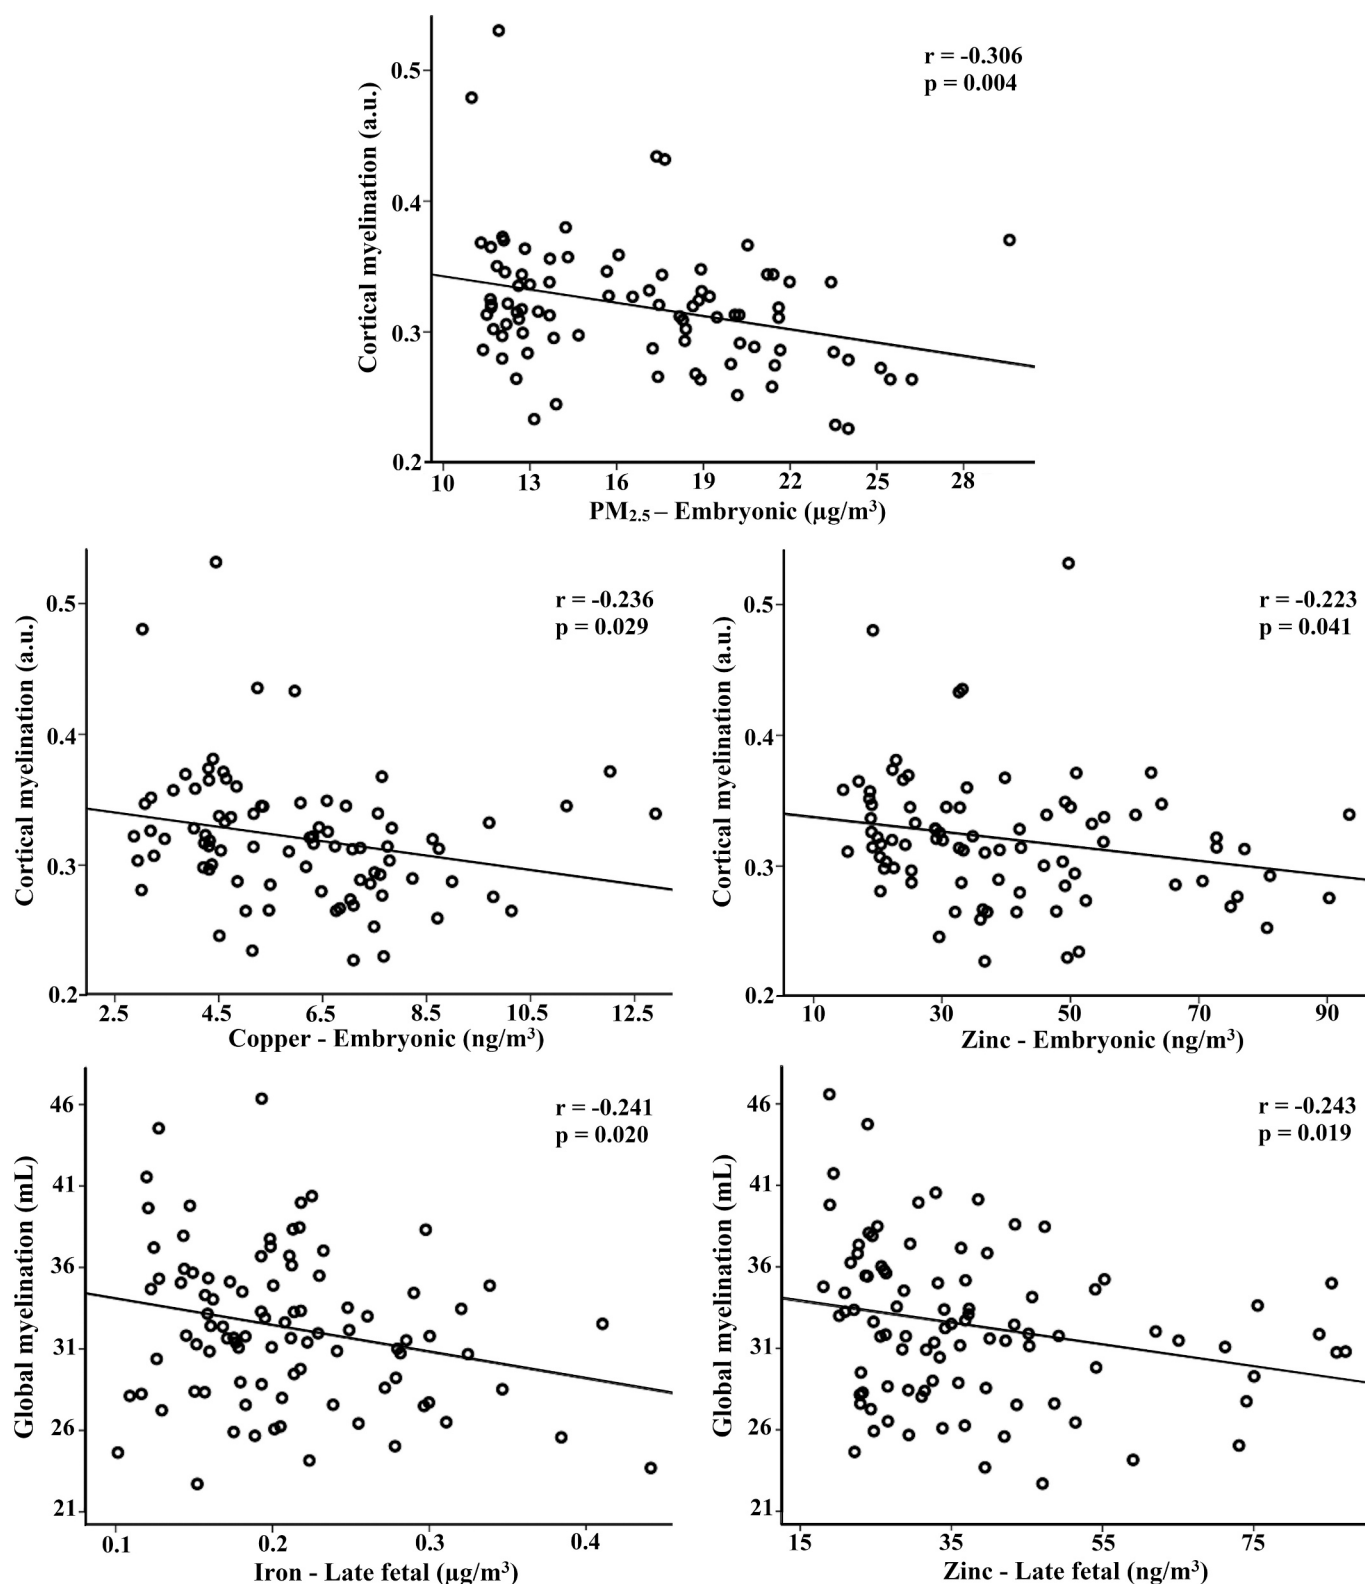 r = -0.306
p = 0.004
Cortical myelination (a.u.)
0.5
0.4
0.3
0.2
10 13 16 19 22 25 28
PM2.5 – Embryonic (µg/m³)
r = -0.236
p = 0.029
Cortical myelination (a.u.)
0.5
0.4
0.3
0.2
2.5 4.5 6.5 8.5 10.5 12.5
Copper - Embryonic (ng/m³)
r = -0.223
p = 0.041
Cortical myelination (a.u.)
0.5
0.4
0.3
0.2
10 30 50 70 90
Zinc - Embryonic (ng/m³)
r = -0.241
p = 0.020
Global myelination (mL)
46
41
36
31
26
21
0.1 0.2 0.3 0.4
Iron - Late fetal (µg/m³)
r = -0.243
p = 0.019
Global myelination (mL)
46
41
36
31
26
21
15 35 55 75
Zinc - Late fetal (ng/m³)